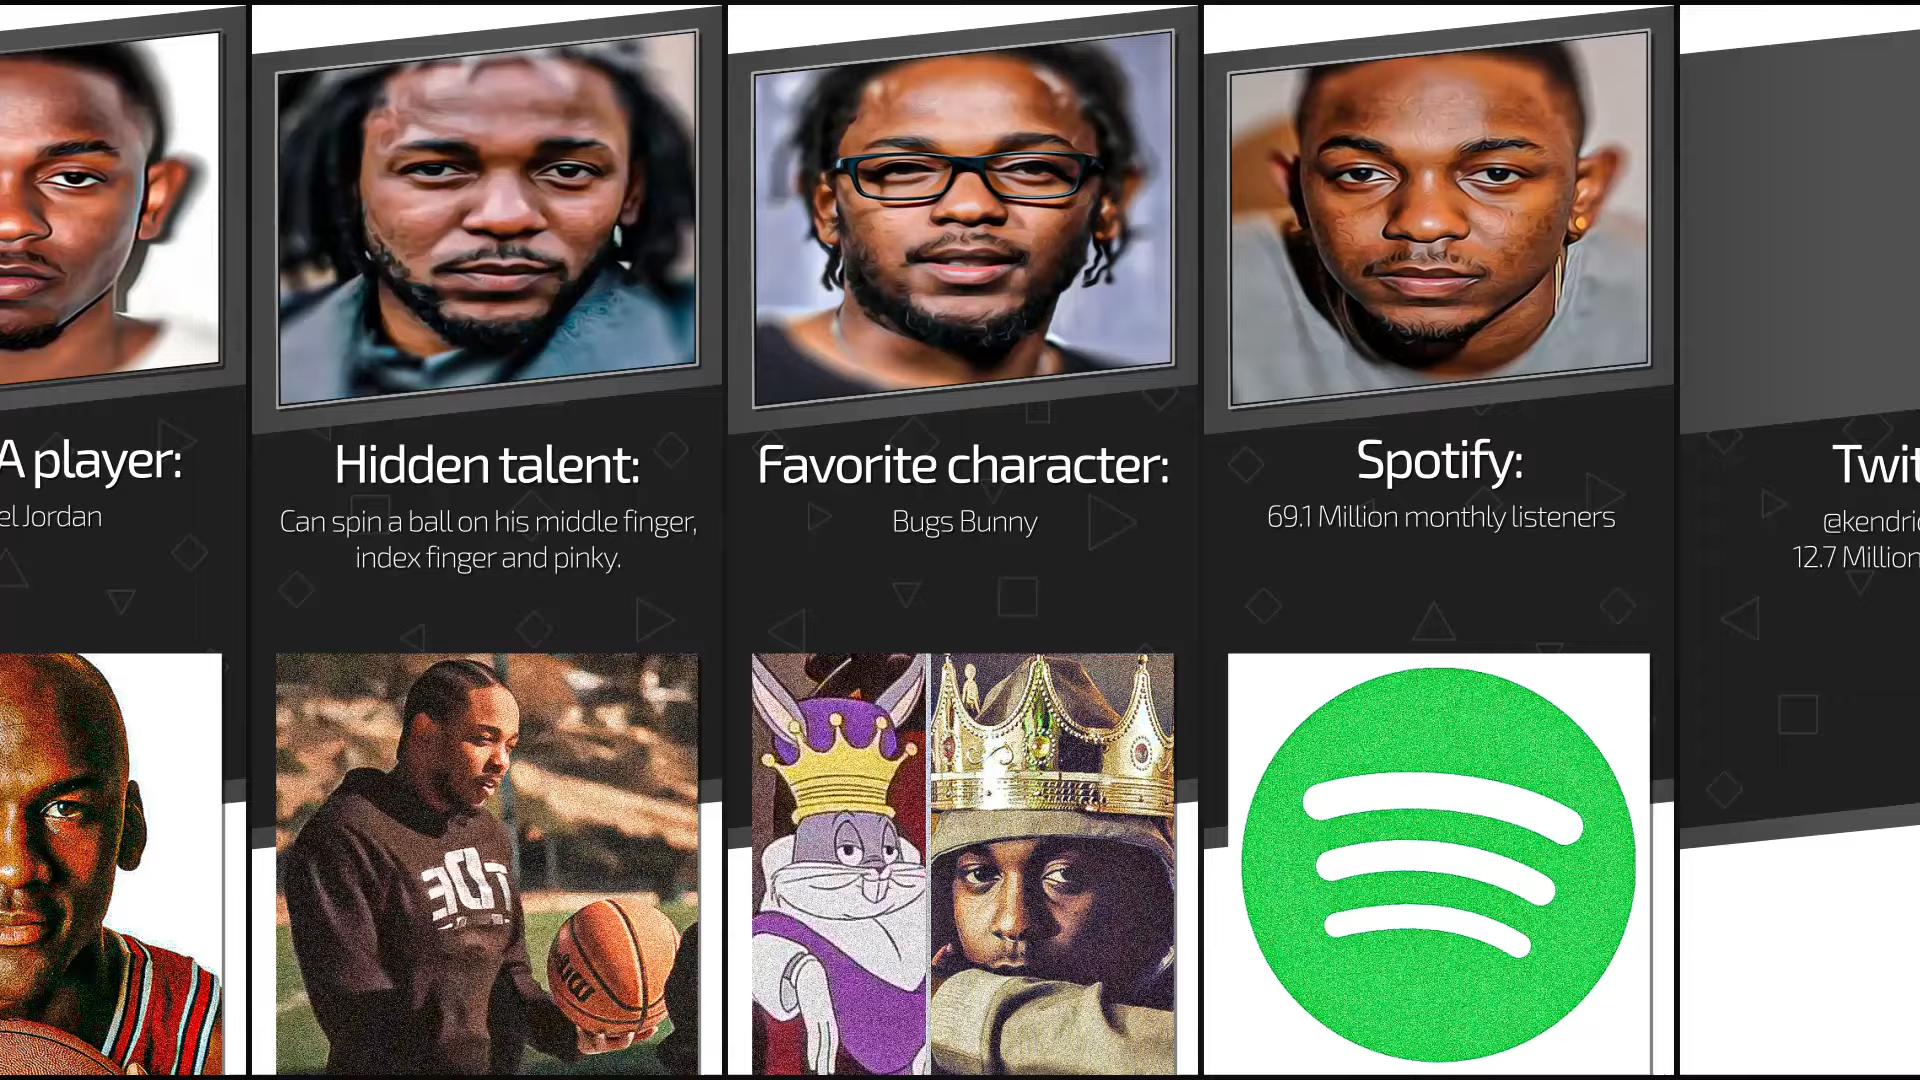 A player:
el Jordan
Hidden talent:
Can spin a ball on his middle finger,
index finger and pinky.
Favorite character:
Bugs Bunny
Spotify:
69.1 Million monthly listeners
Twit
@kendric
12.7 Million